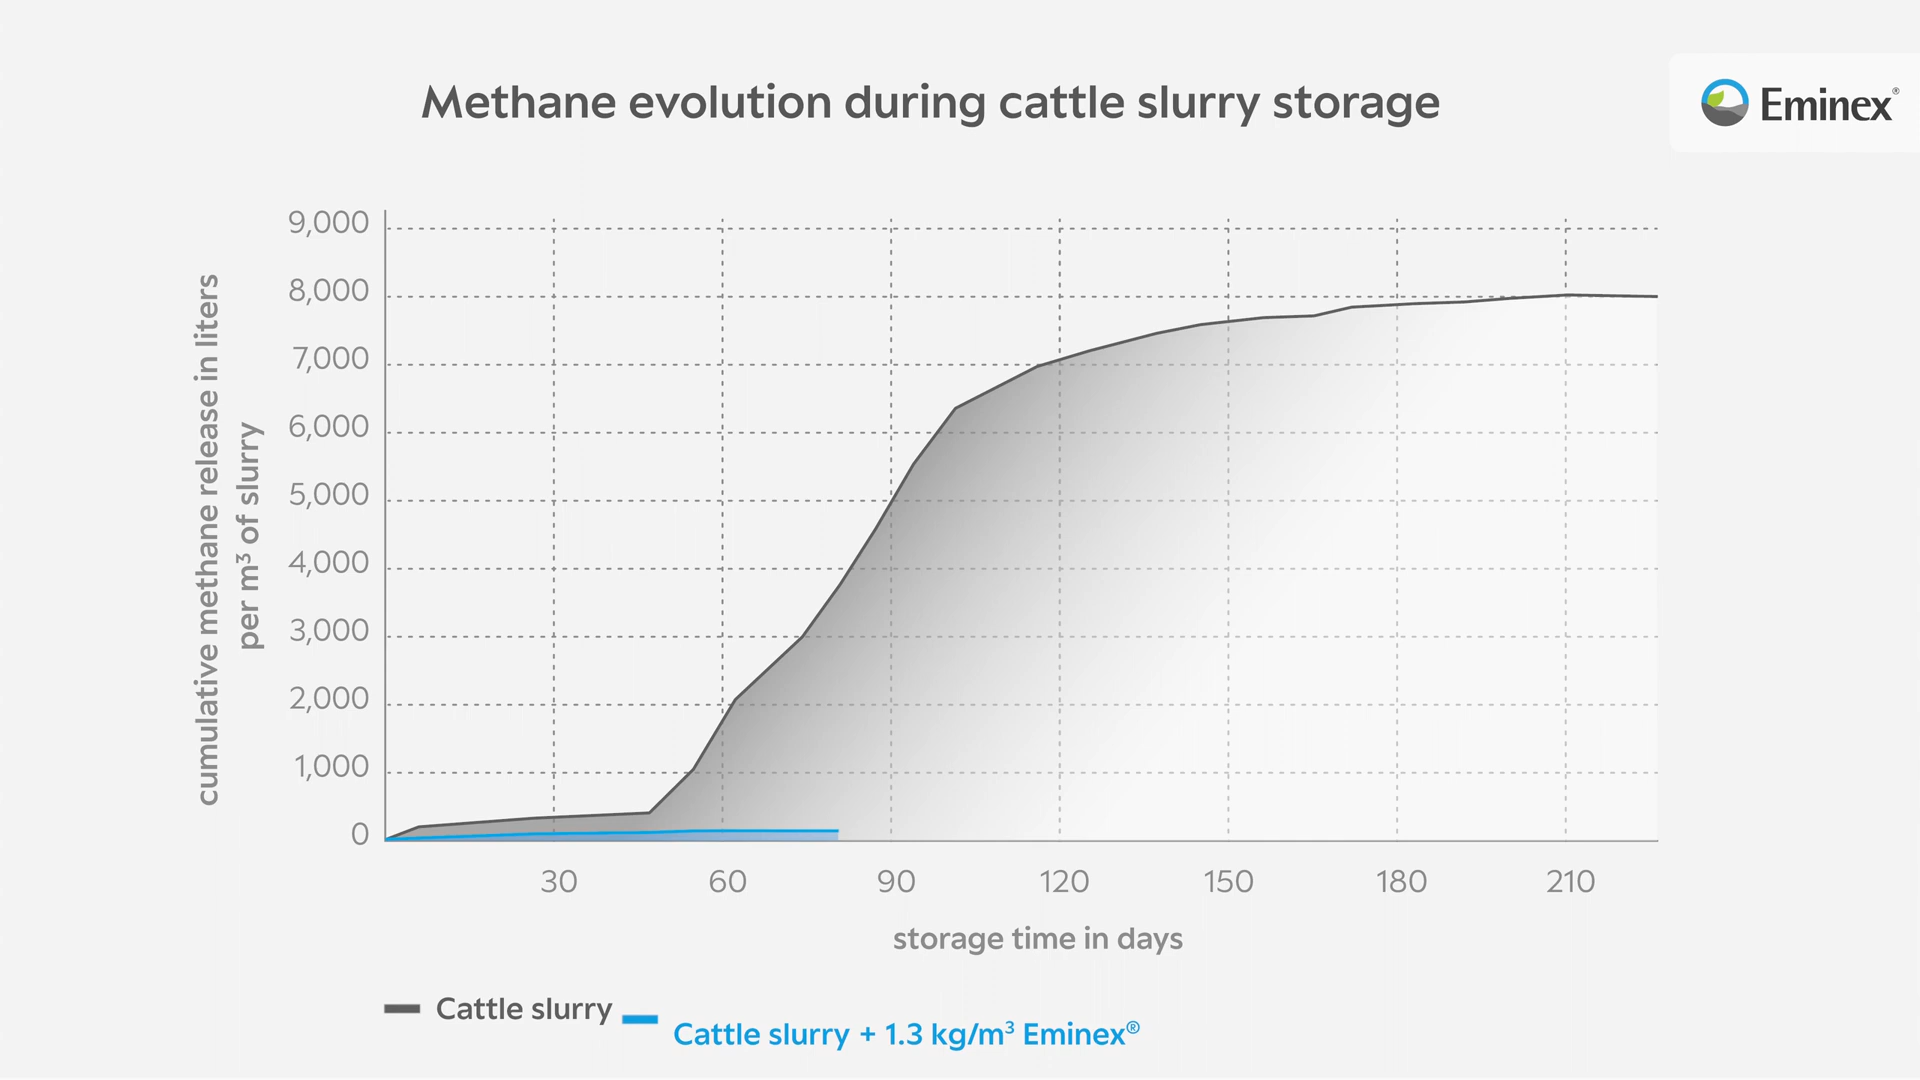 Methane evolution during cattle slurry storage
Eminex®
cumulative methane release in liters
per m³ of slurry
9,000
8,000
7,000
6,000
5,000
4,000
3,000
2,000
1,000
0
30 60 90 120 150 180 210
storage time in days
Cattle slurry
Cattle slurry + 1.3 kg/m³ Eminex®